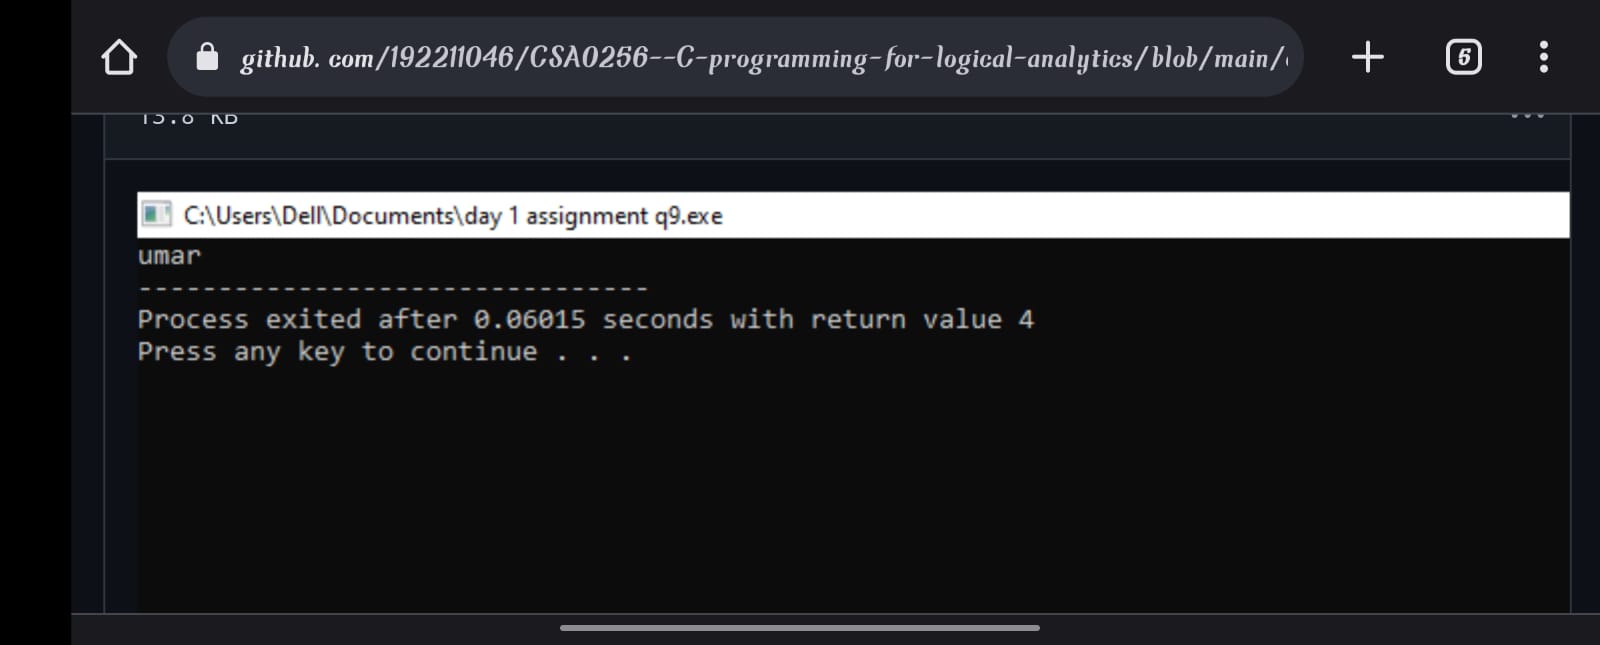 github.com/192211046/CSA0256--C-programming-for-logical-analytics/blob/main/
5
13.8 KB
C:\Users\Dell\Documents\day 1 assignment q9.exe
umar
--------------------------------
Process exited after 0.06015 seconds with return value 4
Press any key to continue . . .